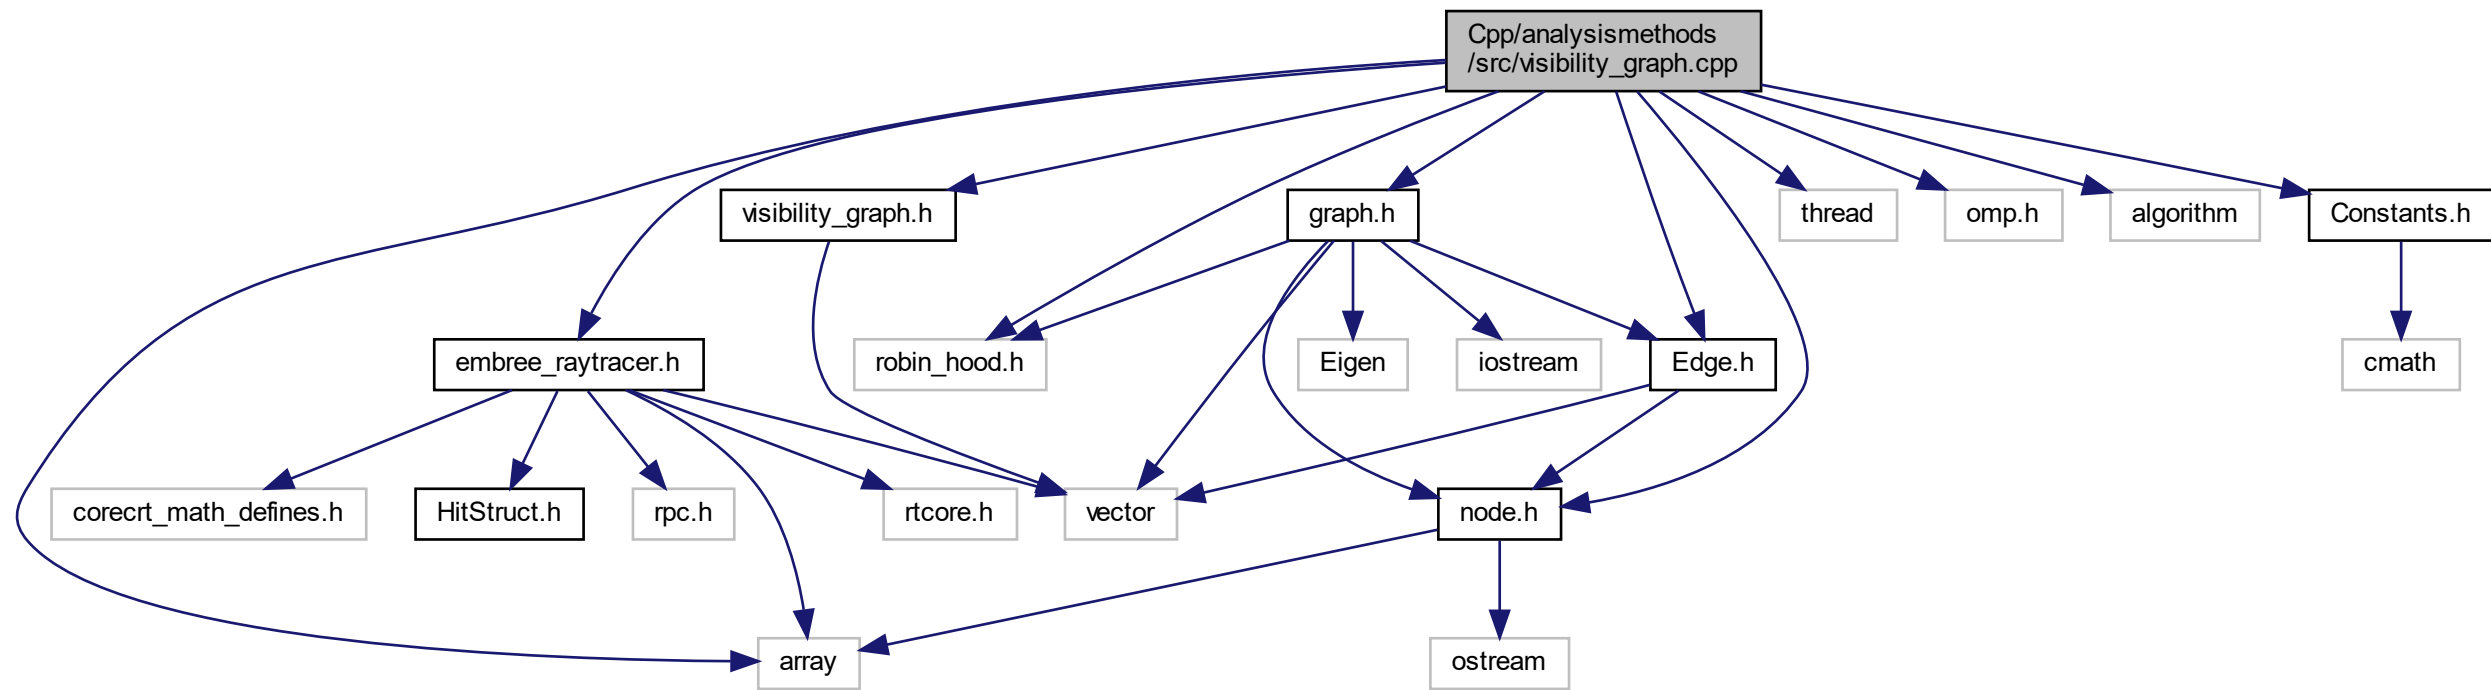 Cpp/analysismethods
/src/visibility_graph.cpp
visibility_graph.h
graph.h
thread
omp.h
algorithm
Constants.h
embree_raytracer.h
robin_hood.h
Eigen
iostream
Edge.h
cmath
corecrt_math_defines.h
HitStruct.h
rpc.h
rtcore.h
vector
node.h
array
ostream